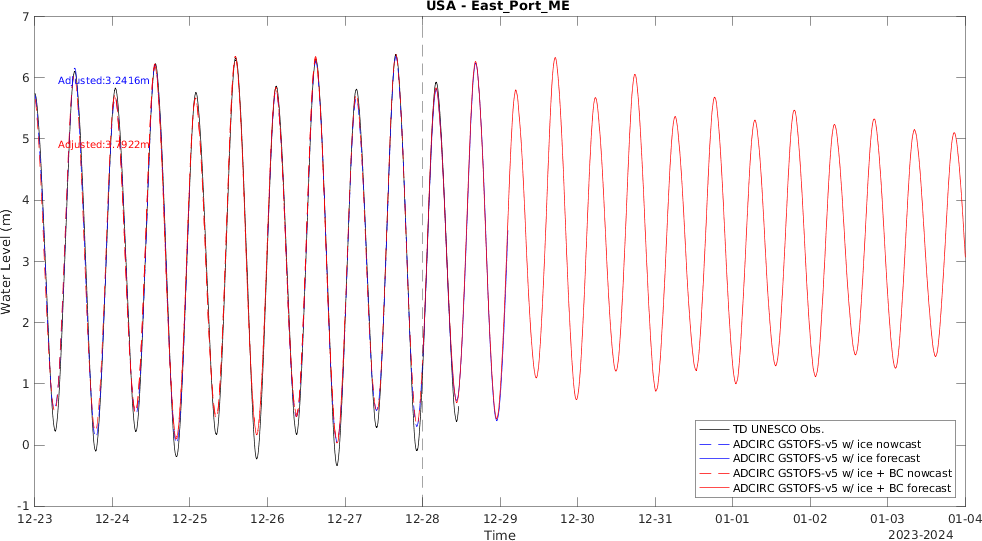 USA - East_Port_ME
7
6
5
4
3
2
1
0
-1
Water Level (m)
Adjusted:3.2416m
Adjusted:3.7922m
TD UNESCO Obs.
ADCIRC GSTOFS-v5 w/ ice nowcast
ADCIRC GSTOFS-v5 w/ ice forecast
ADCIRC GSTOFS-v5 w/ ice + BC nowcast
ADCIRC GSTOFS-v5 w/ ice + BC forecast
12-23 12-24 12-25 12-26 12-27 12-28 12-29 12-30 12-31 01-01 01-02 01-03 01-04
Time
2023-2024